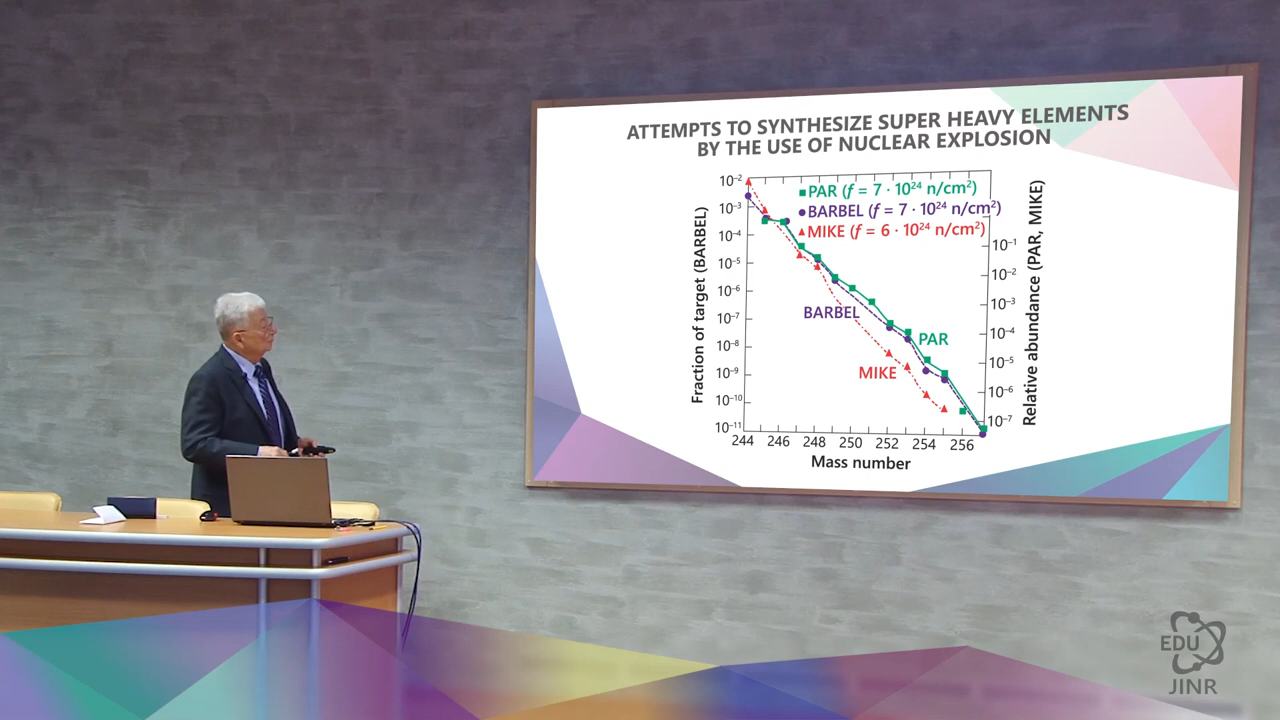 ATTEMPTS TO SYNTHESIZE SUPER HEAVY ELEMENTS
BY THE USE OF NUCLEAR EXPLOSION
PAR (f = 7 · 10²⁴ n/cm²)
BARBEL (f = 7 · 10²⁴ n/cm²)
MIKE (f = 6 · 10²⁴ n/cm²)
Fraction of target (BARBEL)
10⁻²
10⁻³
10⁻⁴
10⁻⁵
10⁻⁶
10⁻⁷
10⁻⁸
10⁻⁹
10⁻¹⁰
10⁻¹¹
BARBEL
PAR
MIKE
10⁻¹
10⁻²
10⁻³
10⁻⁴
10⁻⁵
10⁻⁶
10⁻⁷
Relative abundance (PAR, MIKE)
244 246 248 250 252 254 256
Mass number
EDU
JINR